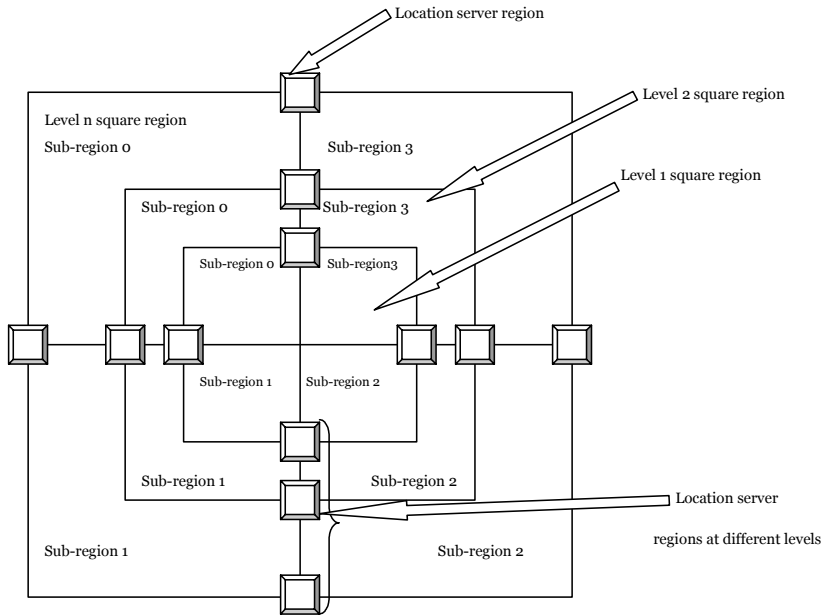 Location server region
Level 2 square region
Level n square region
Sub-region 0
Sub-region 3
Level 1 square region
Sub-region 0
Sub-region 3
Sub-region 0
Sub-region3
Sub-region 1
Sub-region 2
Sub-region 1
Sub-region 2
Location server
regions at different levels
Sub-region 1
Sub-region 2